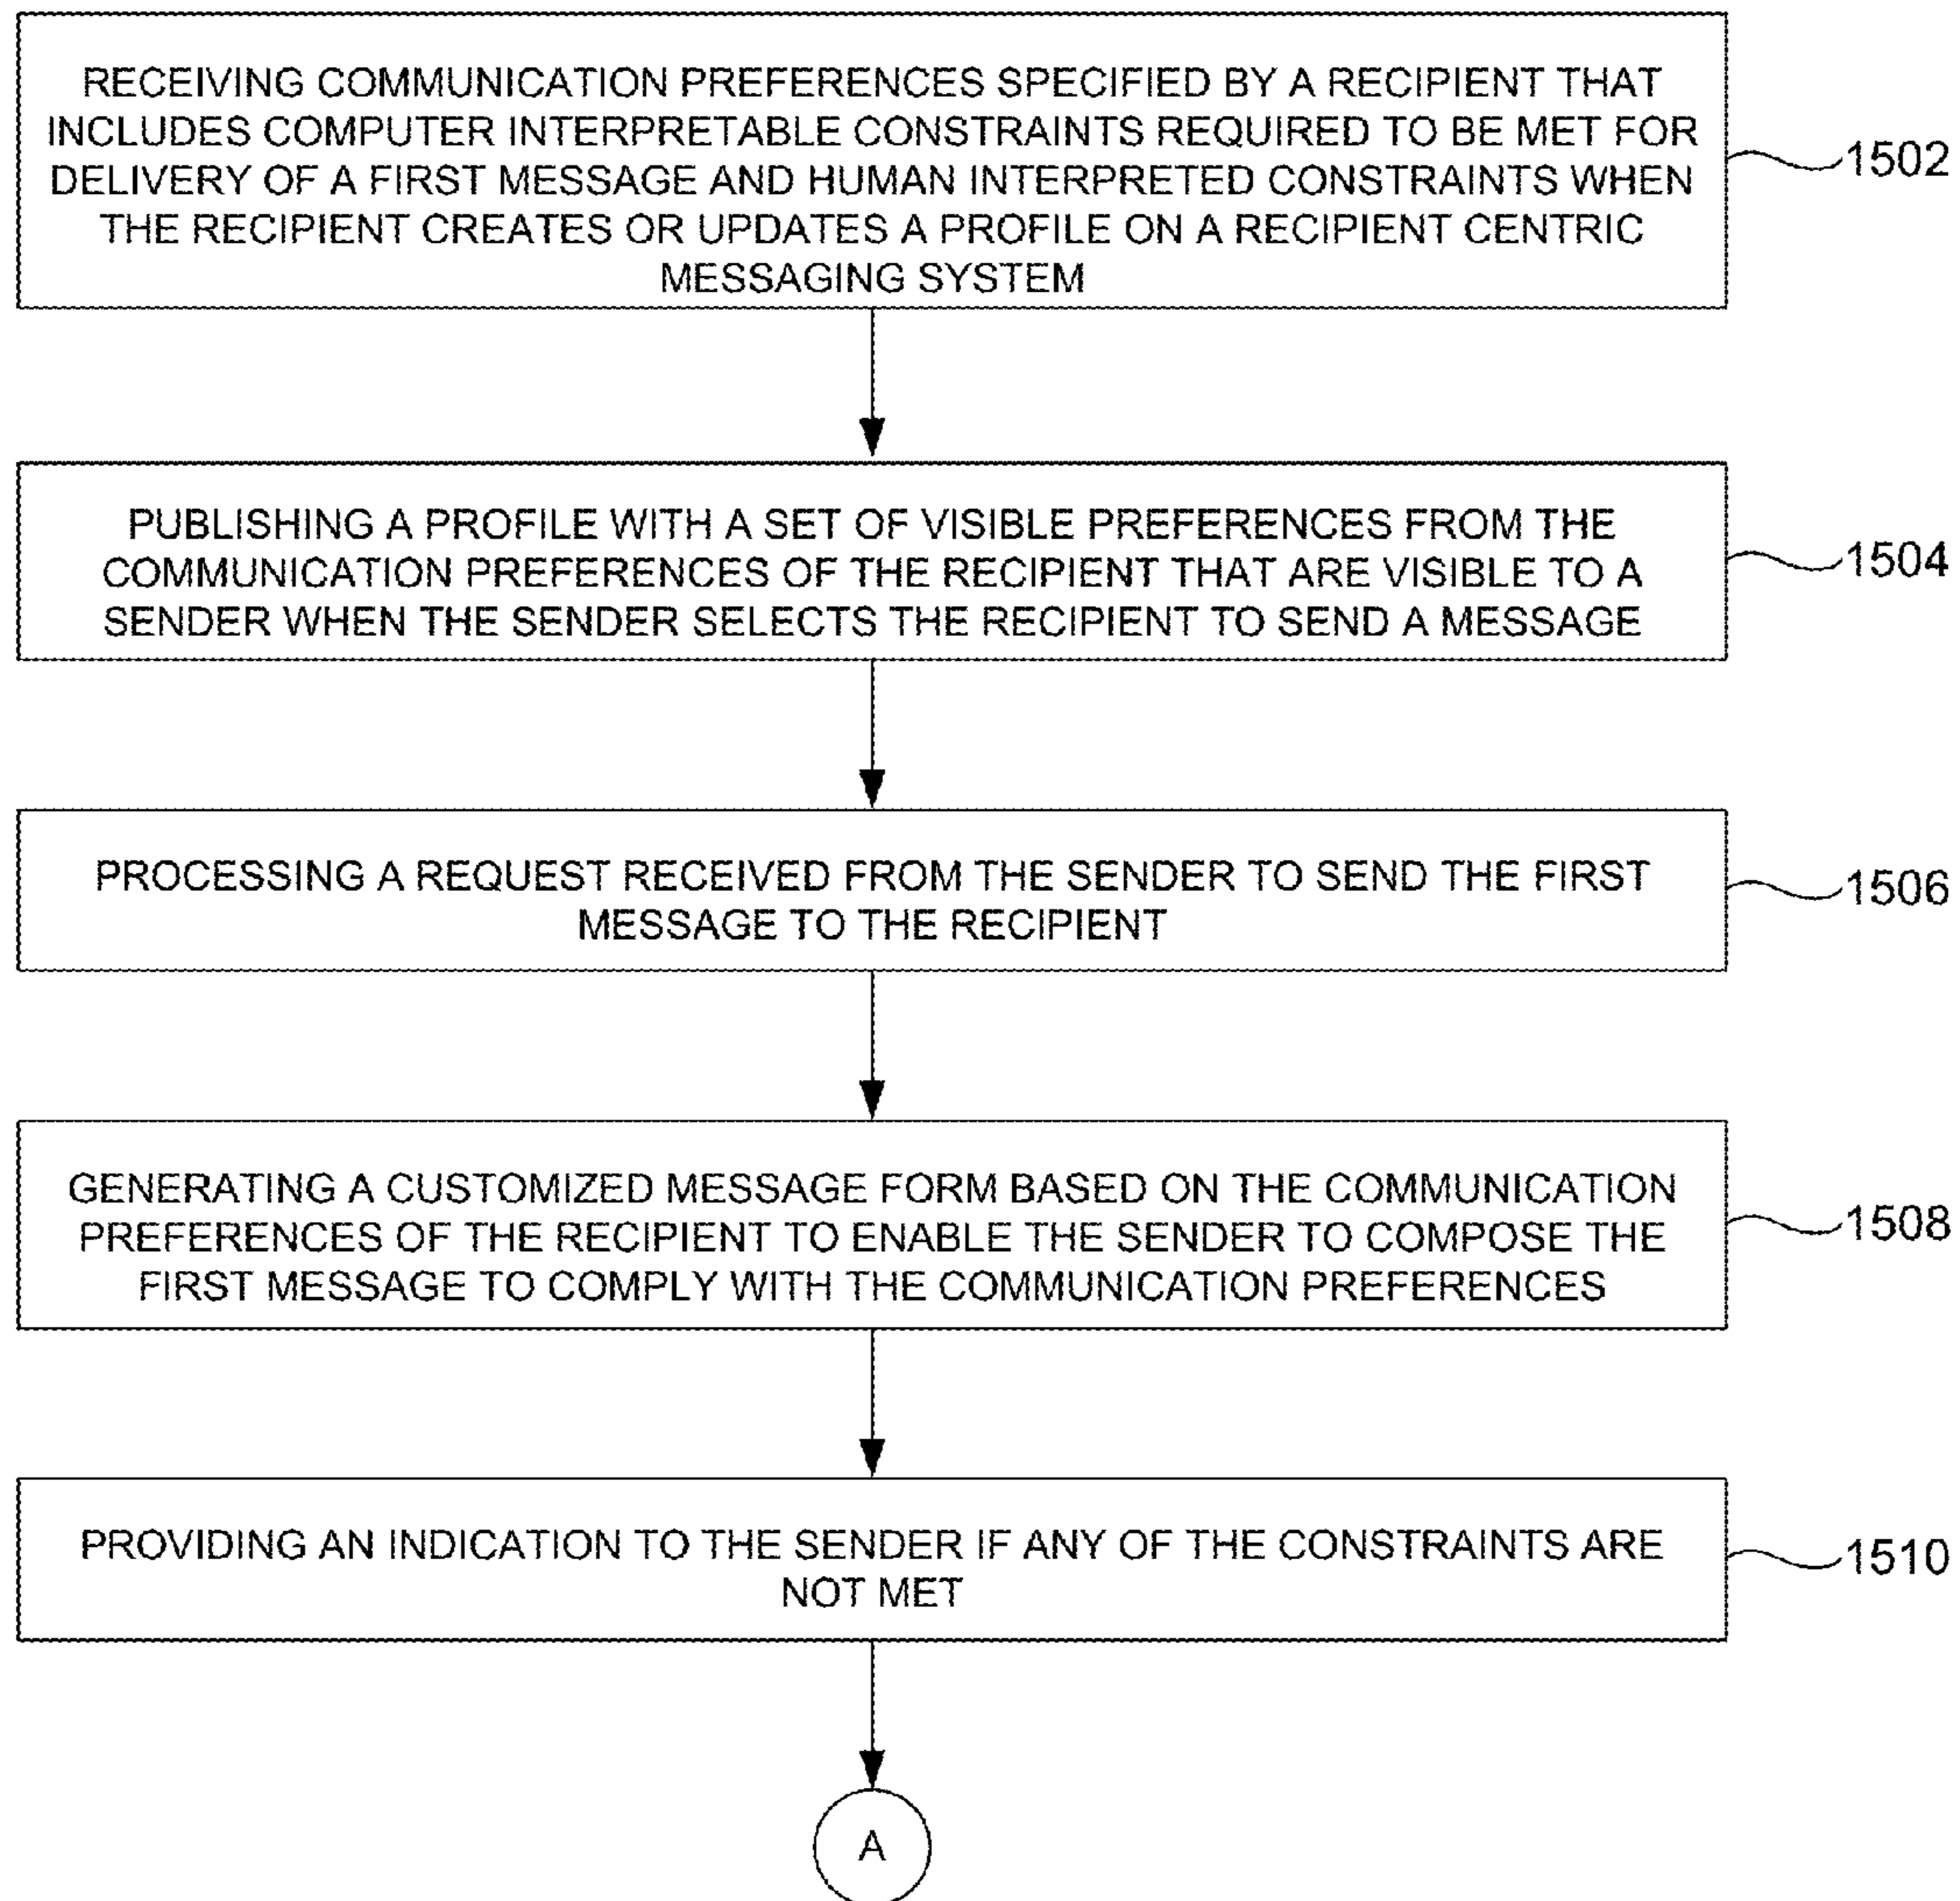 RECEIVING COMMUNICATION PREFERENCES SPECIFIED BY A RECIPIENT THAT
INCLUDES COMPUTER INTERPRETABLE CONSTRAINTS REQUIRED TO BE MET FOR
DELIVERY OF A FIRST MESSAGE AND HUMAN INTERPRETED CONSTRAINTS WHEN
THE RECIPIENT CREATES OR UPDATES A PROFILE ON A RECIPIENT CENTRIC
MESSAGING SYSTEM
1502
PUBLISHING A PROFILE WITH A SET OF VISIBLE PREFERENCES FROM THE
COMMUNICATION PREFERENCES OF THE RECIPIENT THAT ARE VISIBLE TO A
SENDER WHEN THE SENDER SELECTS THE RECIPIENT TO SEND A MESSAGE
1504
PROCESSING A REQUEST RECEIVED FROM THE SENDER TO SEND THE FIRST
MESSAGE TO THE RECIPIENT
1506
GENERATING A CUSTOMIZED MESSAGE FORM BASED ON THE COMMUNICATION
PREFERENCES OF THE RECIPIENT TO ENABLE THE SENDER TO COMPOSE THE
FIRST MESSAGE TO COMPLY WITH THE COMMUNICATION PREFERENCES
1508
PROVIDING AN INDICATION TO THE SENDER IF ANY OF THE CONSTRAINTS ARE
NOT MET
1510
A